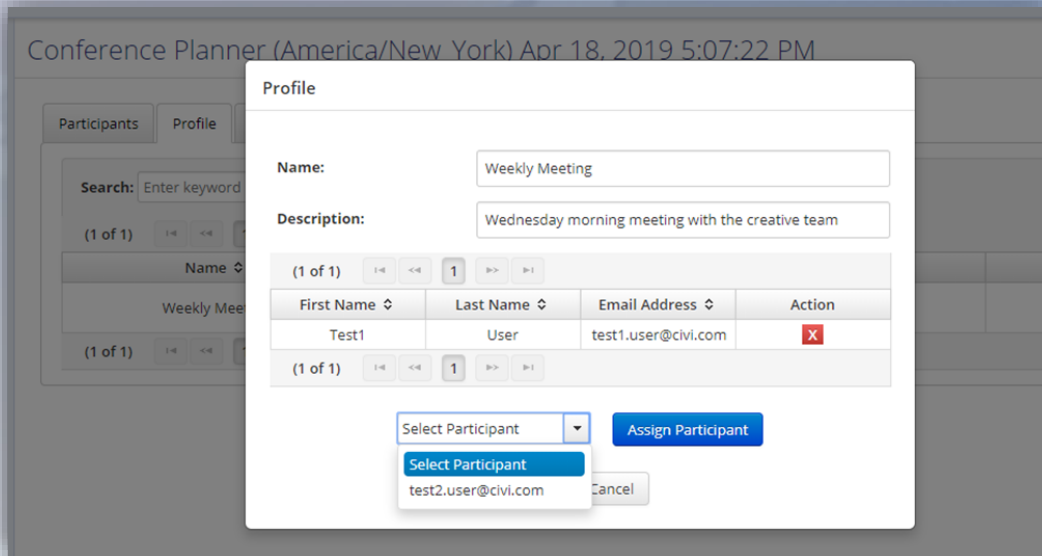 Conference Planner (America/New_York) Apr 18, 2019 5:07:22 PM
Profile
Participants Profile
Name: Weekly Meeting
Search: Enter keyword
Description: Wednesday morning meeting with the creative team
(1 of 1)
(1 of 1) 1
Name
First Name Last Name Email Address Action
Weekly Mee
Test1 User test1.user@civi.com X
(1 of 1)
(1 of 1) 1
Select Participant Assign Participant
Select Participant
test2.user@civi.com Cancel